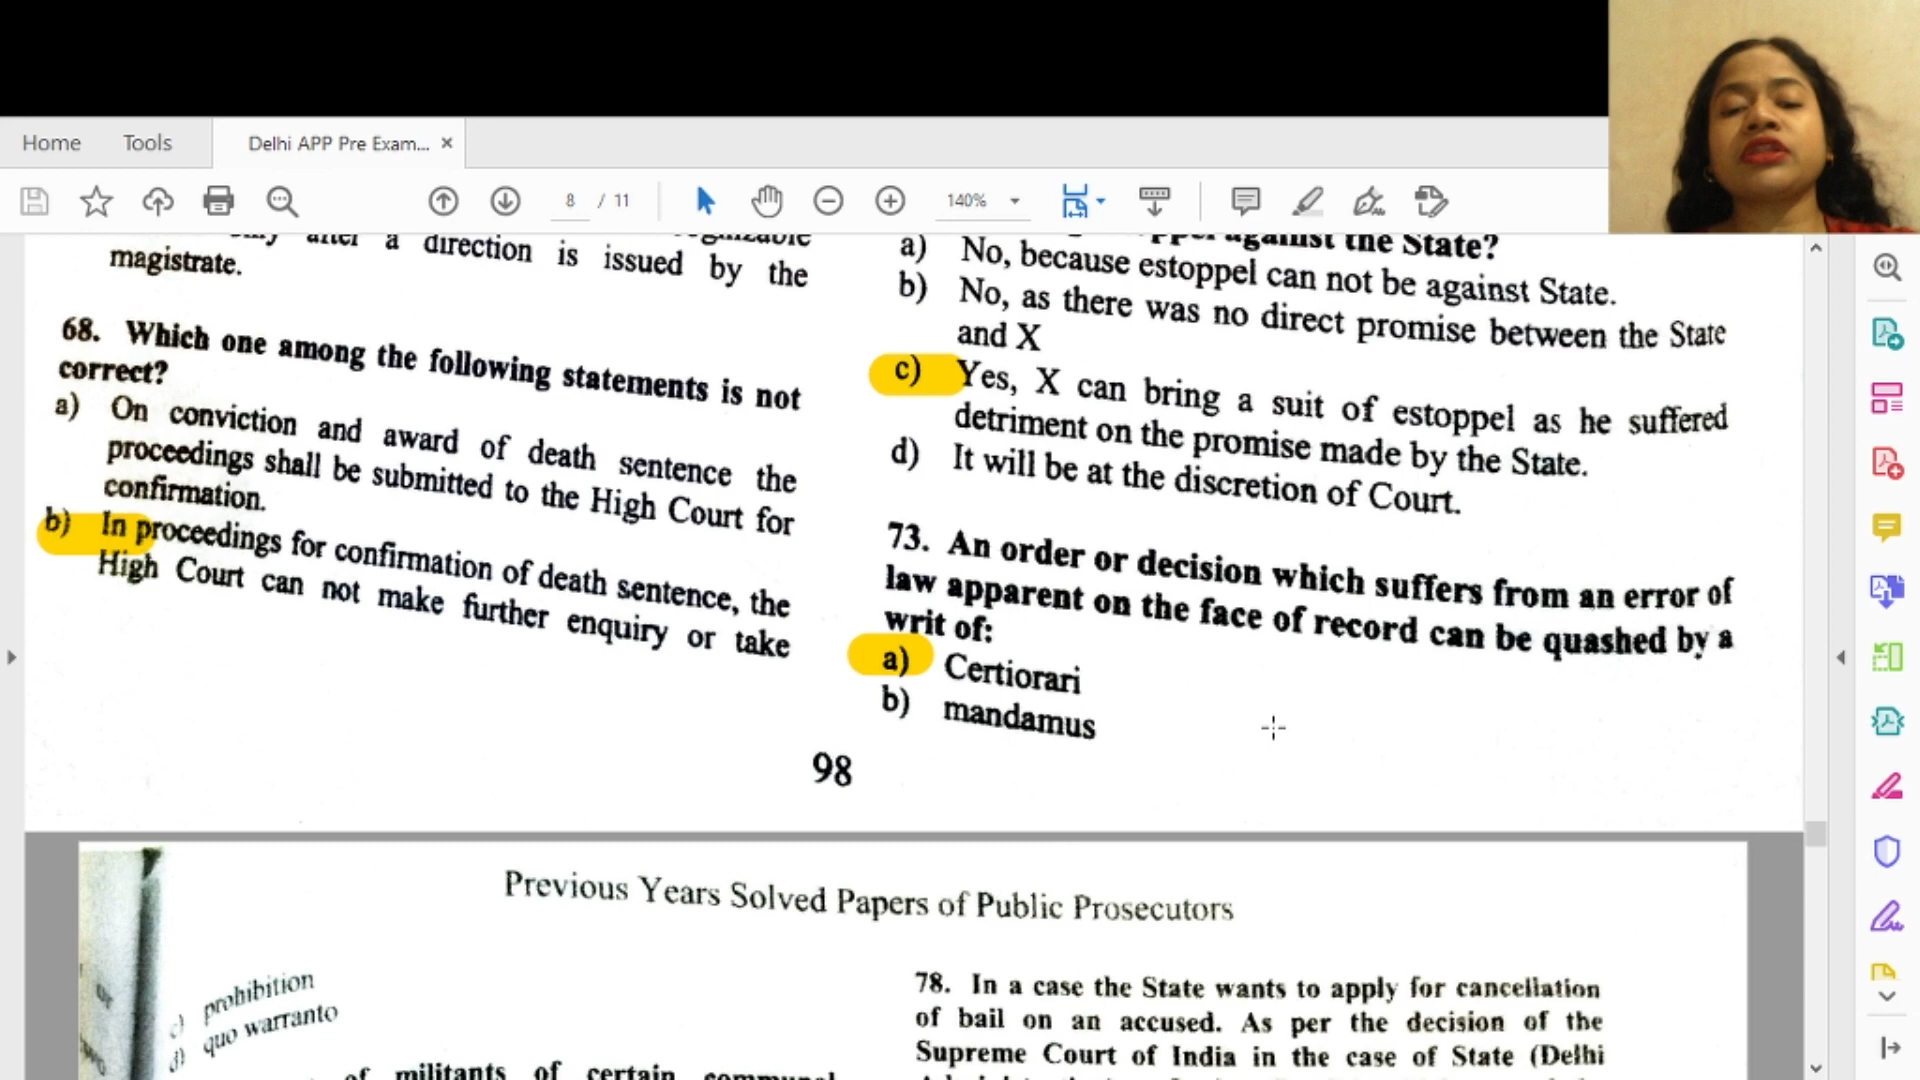 Home
Tools
Delhi APP Pre Exam...
8 / 11
140%
a direction is issued by the
magistrate.
68. Which one among the following statements is not
correct?
a) On conviction and award of death sentence the
proceedings shall be submitted to the High Court for
confirmation.
b) In proceedings for confirmation of death sentence, the
High Court can not make further enquiry or take
against the State?
a) No, because estoppel can not be against State.
b) No, as there was no direct promise between the State
and X
c) Yes, X can bring a suit of estoppel as he suffered
detriment on the promise made by the State.
d) It will be at the discretion of Court.
73. An order or decision which suffers from an error of
law apparent on the face of record can be quashed by a
writ of:
a) Certiorari
b) mandamus
98
Previous Years Solved Papers of Public Prosecutors
c) prohibition
d) quo warranto
of militants of certain communal
78. In a case the State wants to apply for cancellation
of bail on an accused. As per the decision of the
Supreme Court of India in the case of State (Delhi